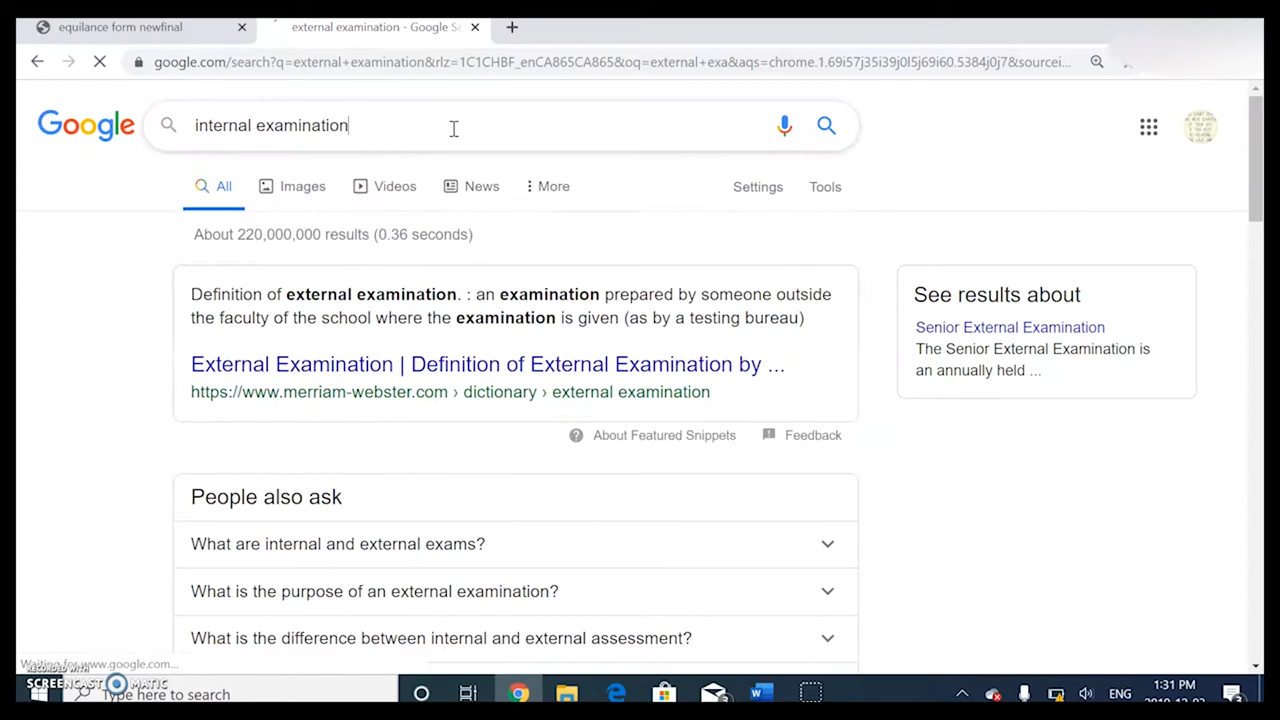 equilance form newfinal
external examination - Google Se
google.com/search?q=external+examination&rlz=1C1CHBF_enCA865CA865&oq=external+exa&aqs=chrome.1.69i57j35i39j0l5j69i60.5384j0j7&sourcei...
Google
internal examination
All Images Videos News More Settings Tools
About 220,000,000 results (0.36 seconds)
Definition of external examination. : an examination prepared by someone outside
the faculty of the school where the examination is given (as by a testing bureau)
External Examination | Definition of External Examination by ...
https://www.merriam-webster.com › dictionary › external examination
About Featured Snippets Feedback
See results about
Senior External Examination
The Senior External Examination is
an annually held ...
People also ask
What are internal and external exams?
What is the purpose of an external examination?
What is the difference between internal and external assessment?
Waiting for www.google.com...
RECORDED WITH
SCREENCAST MATIC
Type here to search
ENG
1:31 PM